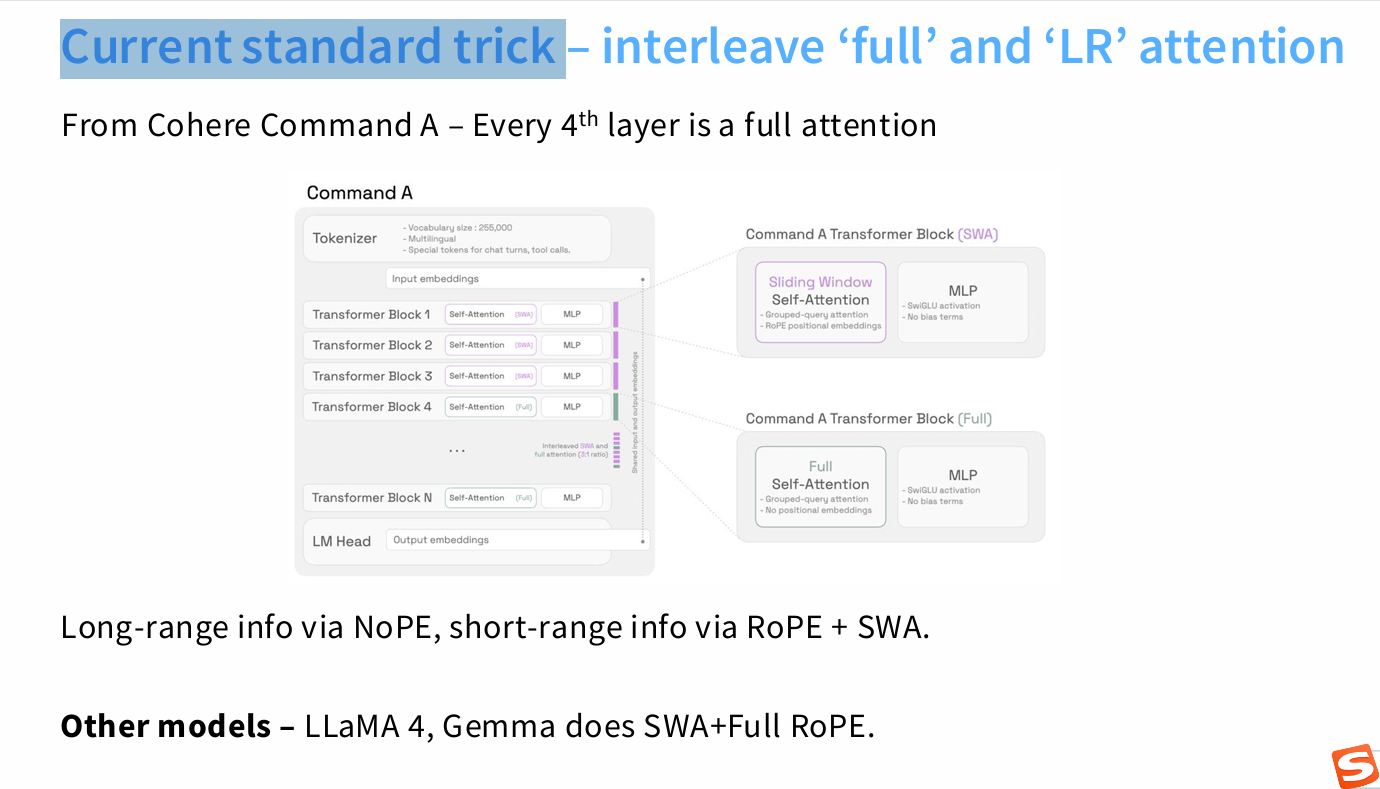 Current standard trick – interleave ‘full’ and ‘LR’ attention
From Cohere Command A – Every 4th layer is a full attention
Command A
Tokenizer
- Vocabulary size : 255,000
- Multilingual
- Special tokens for chat turns, tool calls.
Input embeddings
Transformer Block 1 Self-Attention (SWA) MLP
Transformer Block 2 Self-Attention (SWA) MLP
Transformer Block 3 Self-Attention (SWA) MLP
Transformer Block 4 Self-Attention (Full) MLP
...
Interleaved SWA and
full attention (3:1 ratio)
Shared input and output embeddings
Transformer Block N Self-Attention (Full) MLP
LM Head Output embeddings
Command A Transformer Block (SWA)
Sliding Window
Self-Attention
- Grouped-query attention
- RoPE positional embeddings
MLP
- SwiGLU activation
- No bias terms
Command A Transformer Block (Full)
Full
Self-Attention
- Grouped-query attention
- No positional embeddings
MLP
- SwiGLU activation
- No bias terms
Long-range info via NoPE, short-range info via RoPE + SWA.
Other models – LLaMA 4, Gemma does SWA+Full RoPE.
S